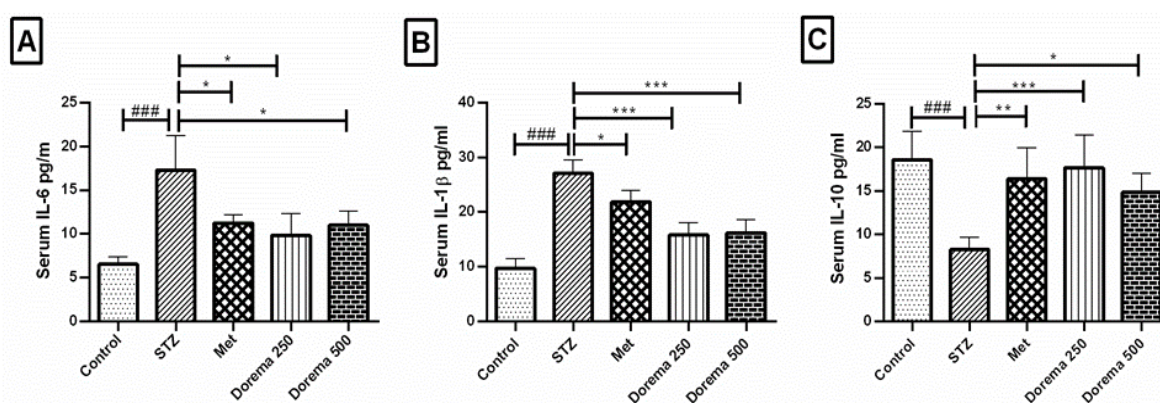 A
*
*
###
*
25
20
15
10
5
0
Serum IL-6 pg/m
Control
STZ
Met
Dorema 250
Dorema 500
B
***
***
###
*
40
30
20
10
0
Serum IL-1β pg/ml
Control
STZ
Met
Dorema 250
Dorema 500
C
*
***
###
**
25
20
15
10
5
0
Serum IL-10 pg/ml
Control
STZ
Met
Dorema 250
Dorema 500